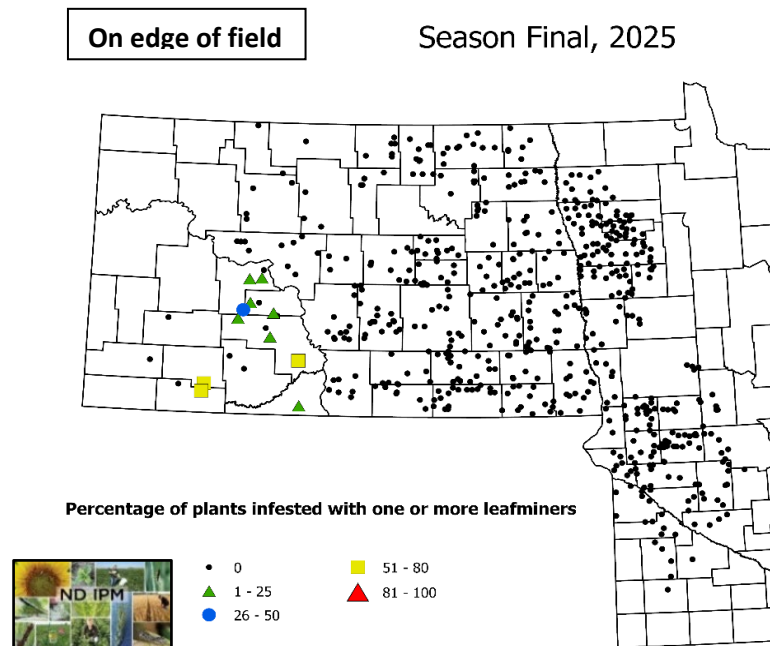 On edge of field
Season Final, 2025
Percentage of plants infested with one or more leafminers
ND IPM
0
1 - 25
26 - 50
51 - 80
81 - 100